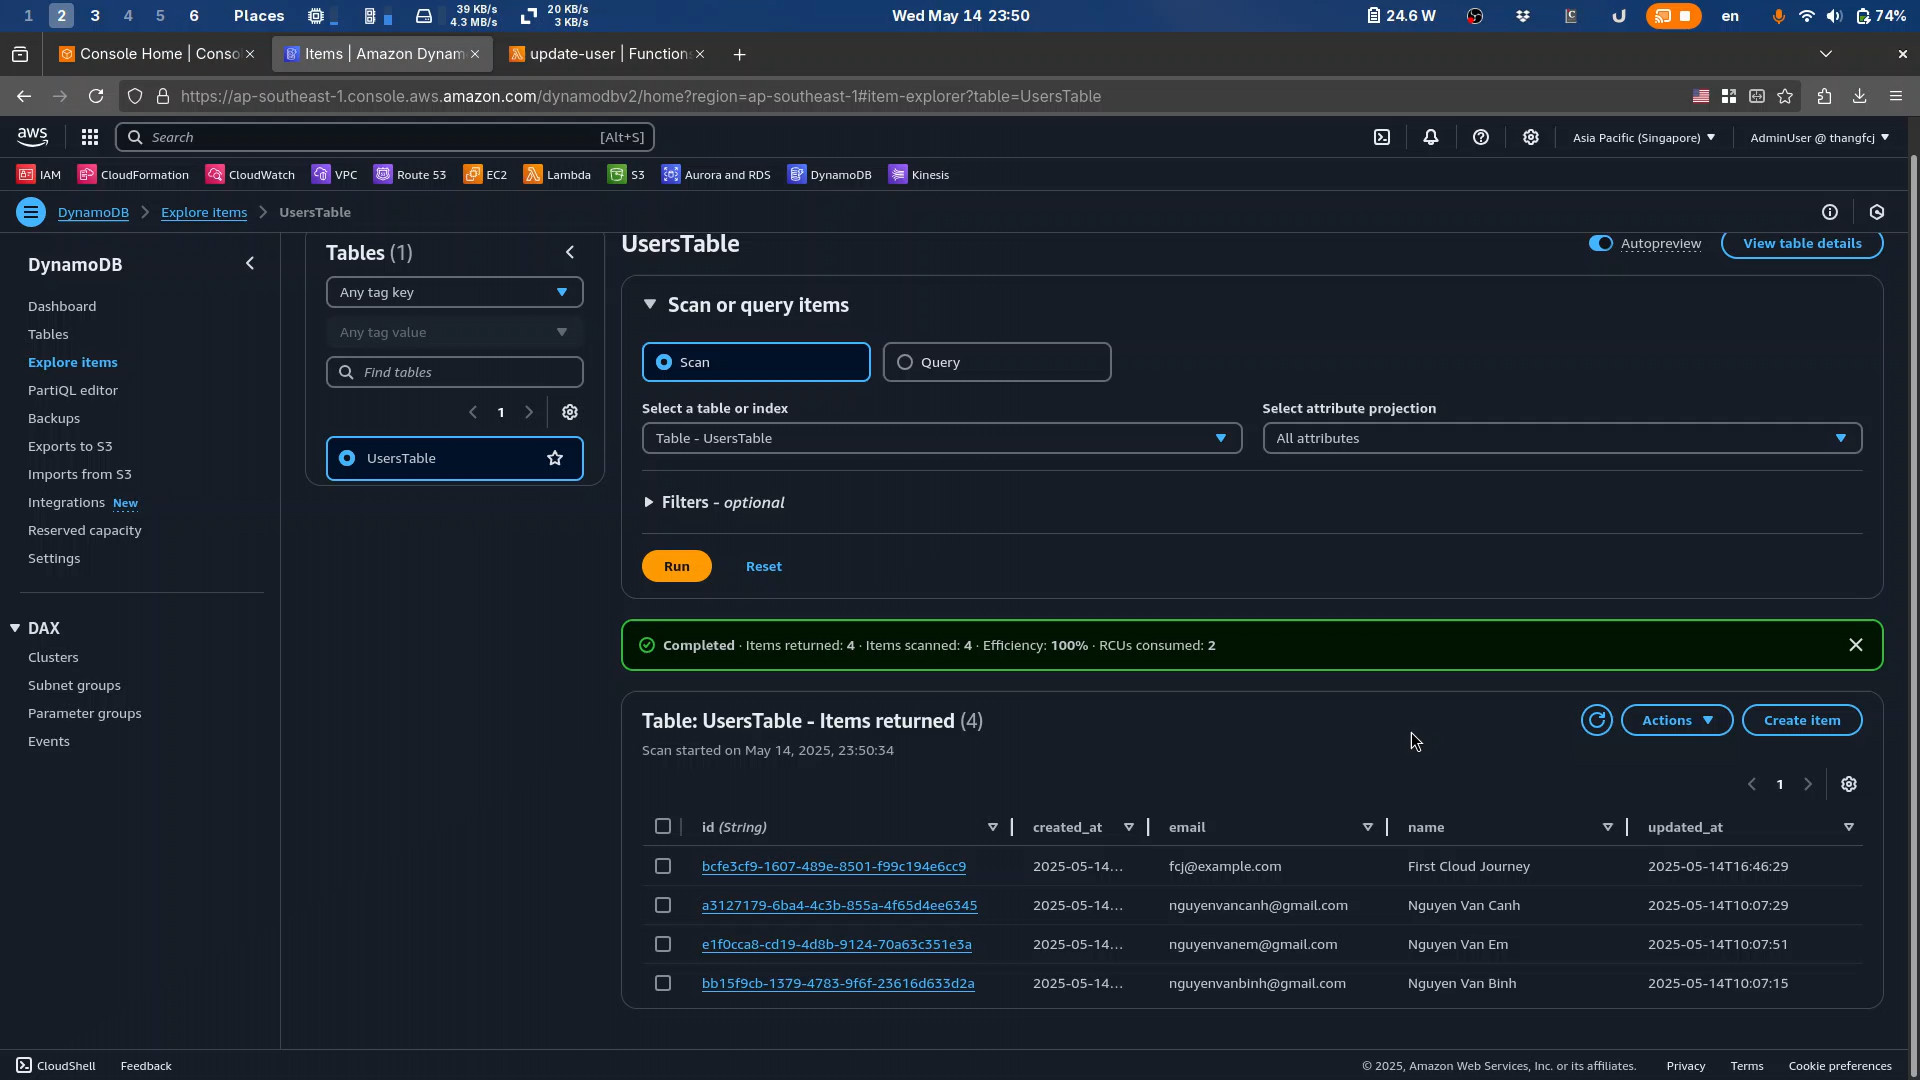 1 2 3 4 5 6 Places 39 KB/s 4.3 MB/s 20 KB/s 3 KB/s Wed May 14 23:50 24.6 W en 74%
Console Home | Conso Items | Amazon Dynam update-user | Function
https://ap-southeast-1.console.aws.amazon.com/dynamodbv2/home?region=ap-southeast-1#item-explorer?table=UsersTable
aws Search [Alt+S] Asia Pacific (Singapore) AdminUser @ thangfcj
IAM CloudFormation CloudWatch VPC Route 53 EC2 Lambda S3 Aurora and RDS DynamoDB Kinesis
DynamoDB Explore items UsersTable
DynamoDB
Dashboard
Tables
Explore items
PartiQL editor
Backups
Exports to S3
Imports from S3
Integrations New
Reserved capacity
Settings
DAX
Clusters
Subnet groups
Parameter groups
Events
Tables (1)
Any tag key
Any tag value
Find tables
1
UsersTable
UsersTable
Autopreview View table details
Scan or query items
Scan Query
Select a table or index Select attribute projection
Table - UsersTable All attributes
Filters - optional
Run Reset
Completed · Items returned: 4 · Items scanned: 4 · Efficiency: 100% · RCUs consumed: 2
Table: UsersTable - Items returned (4)
Actions Create item
Scan started on May 14, 2025, 23:50:34
1
id (String) created_at email name updated_at
bcfe3cf9-1607-489e-8501-f99c194e6cc9 2025-05-14... fcj@example.com First Cloud Journey 2025-05-14T16:46:29
a3127179-6ba4-4c3b-855a-4f65d4ee6345 2025-05-14... nguyenvancanh@gmail.com Nguyen Van Canh 2025-05-14T10:07:29
e1f0cca8-cd19-4d8b-9124-70a63c351e3a 2025-05-14... nguyenvanem@gmail.com Nguyen Van Em 2025-05-14T10:07:51
bb15f9cb-1379-4783-9f6f-23616d633d2a 2025-05-14... nguyenvanbinh@gmail.com Nguyen Van Binh 2025-05-14T10:07:15
CloudShell Feedback © 2025, Amazon Web Services, Inc. or its affiliates. Privacy Terms Cookie preferences